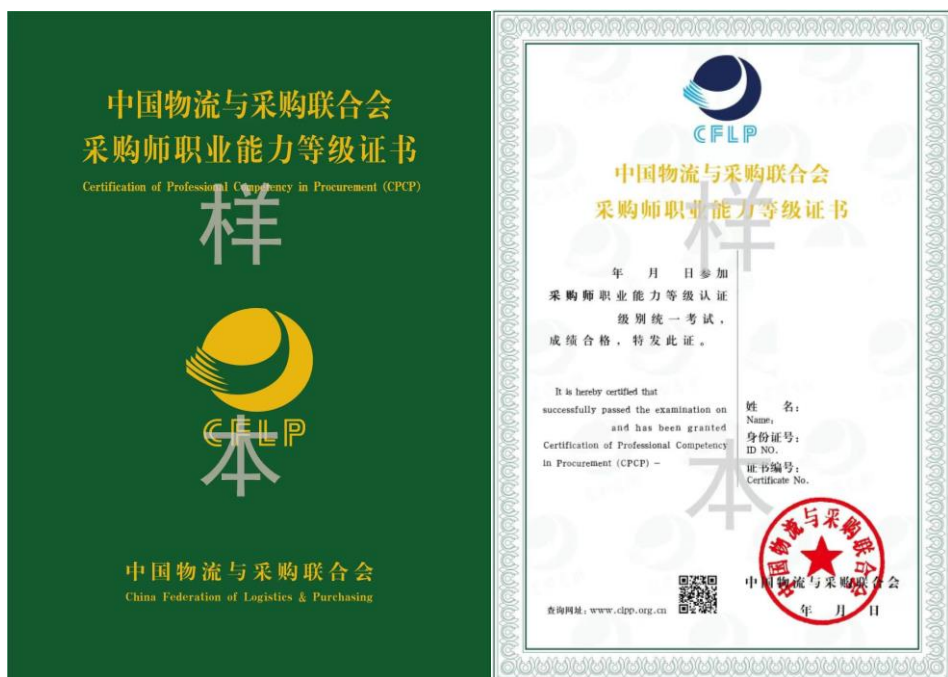 中国物流与采购联合会
采购师职业能力等级证书
Certification of Professional Competency in Procurement (CPCP)
样
CFLP
本
中国物流与采购联合会
China Federation of Logistics & Purchasing
CFLP
中国物流与采购联合会
采购师职业能力等级证书
样
年 月 日参加
采购师职业能力等级认证
级别统一考试，
成绩合格，特发此证。
It is hereby certified that
successfully passed the examination on
and has been granted
Certification of Professional Competency
in Procurement (CPCP) –
姓 名：
Name:
身份证号：
ID NO.
证书编号：
Certificate No.
本
中国物流与采购联合会
中国物流与采购联合会
年 月 日
查询网址：www.clpp.org.cn